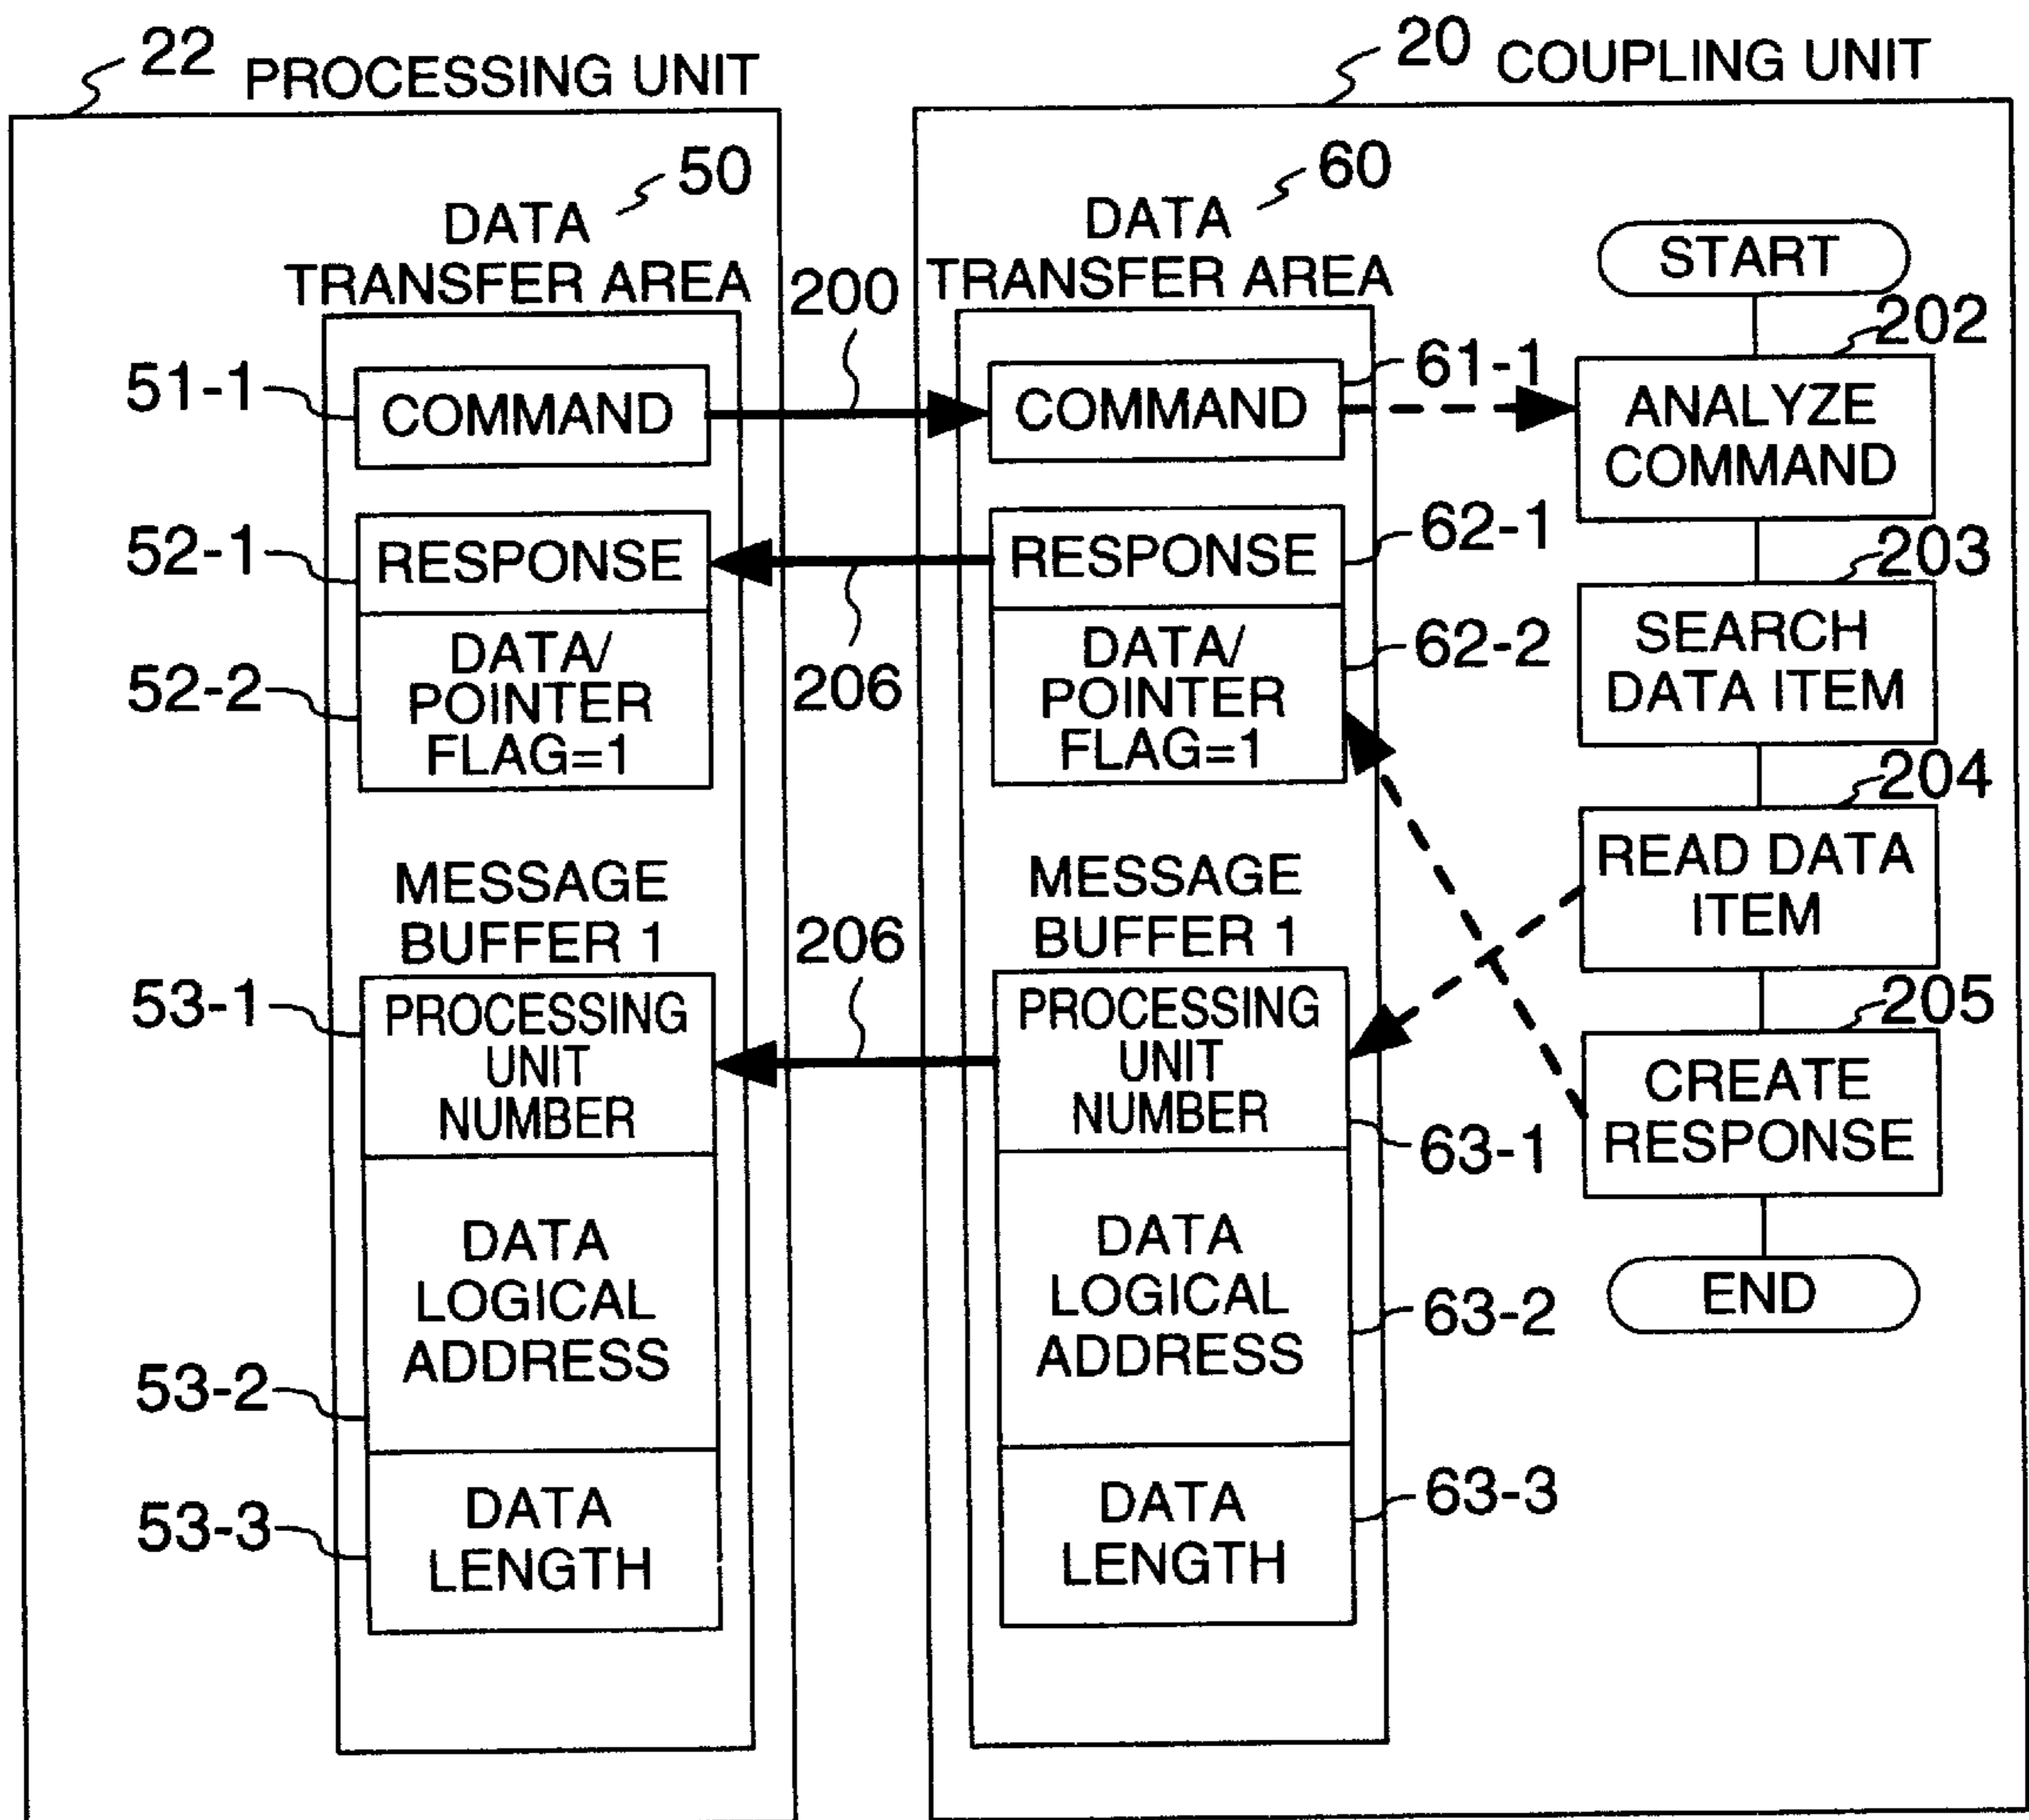 22 PROCESSING UNIT
20 COUPLING UNIT
50
DATA
TRANSFER AREA
60
DATA
TRANSFER AREA
200
51-1
COMMAND
COMMAND
61-1
52-1
RESPONSE
206
RESPONSE
62-1
52-2
DATA/
POINTER
FLAG=1
DATA/
POINTER
FLAG=1
62-2
MESSAGE
BUFFER 1
206
MESSAGE
BUFFER 1
53-1
PROCESSING
UNIT
NUMBER
PROCESSING
UNIT
NUMBER
63-1
53-2
DATA
LOGICAL
ADDRESS
DATA
LOGICAL
ADDRESS
63-2
53-3
DATA
LENGTH
DATA
LENGTH
63-3
START
202
ANALYZE
COMMAND
203
SEARCH
DATA ITEM
204
READ DATA
ITEM
205
CREATE
RESPONSE
END